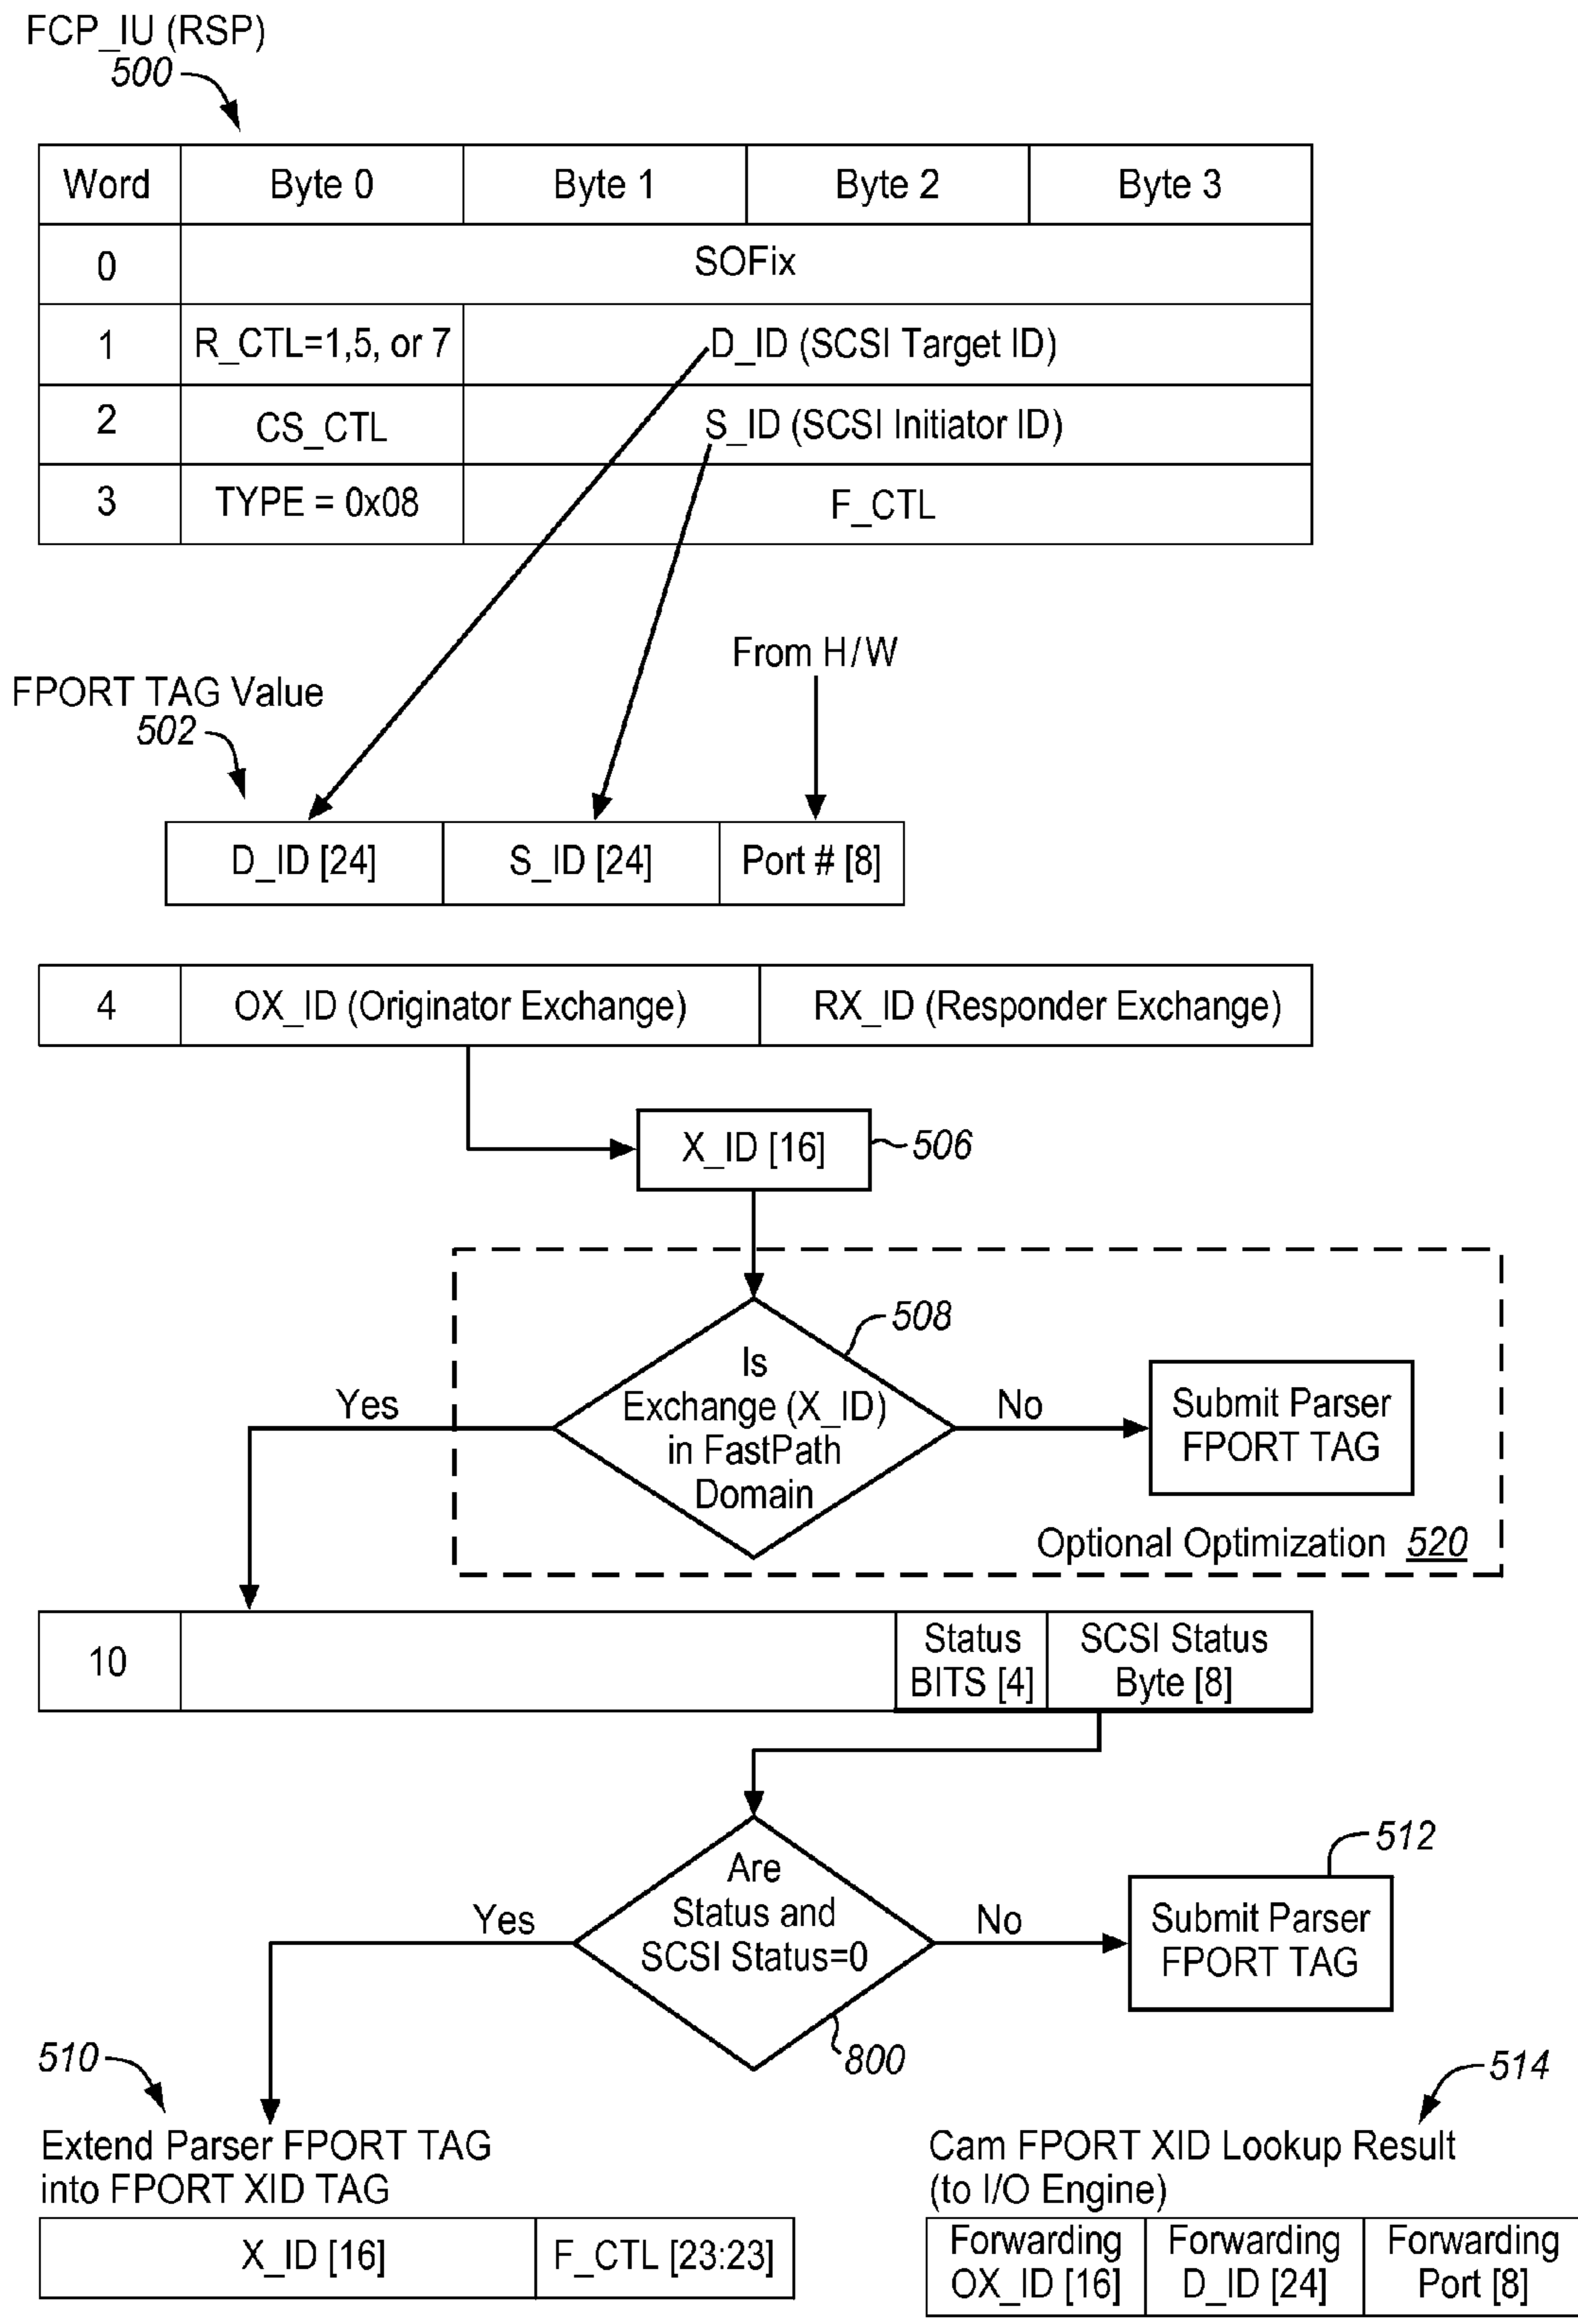 FCP_IU (RSP)
500
Word Byte 0 Byte 1 Byte 2 Byte 3
0 SOFix
1 R_CTL=1,5, or 7 D_ID (SCSI Target ID)
2 CS_CTL S_ID (SCSI Initiator ID)
3 TYPE = 0x08 F_CTL
From H/W
FPORT TAG Value
502
D_ID [24] S_ID [24] Port # [8]
4 OX_ID (Originator Exchange) RX_ID (Responder Exchange)
X_ID [16] 506
508
Is
Exchange (X_ID)
in FastPath
Domain
Yes
No
Submit Parser
FPORT TAG
Optional Optimization 520
10
Status
BITS [4]
SCSI Status
Byte [8]
Are
Status and
SCSI Status=0
Yes
No
512
Submit Parser
FPORT TAG
800
510
Extend Parser FPORT TAG
into FPORT XID TAG
X_ID [16] F_CTL [23:23]
514
Cam FPORT XID Lookup Result
(to I/O Engine)
Forwarding
OX_ID [16]
Forwarding
D_ID [24]
Forwarding
Port [8]